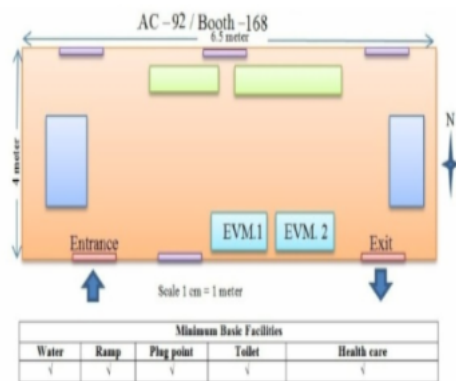 AC –92 / Booth -168
6.5 meter
4 meter
N
EVM.1 EVM. 2
Entrance Exit
Scale 1 cm = 1 meter
Minimum Basic Facilities
Water Ramp Plug point Toilet Health care
√ √ √ √ √